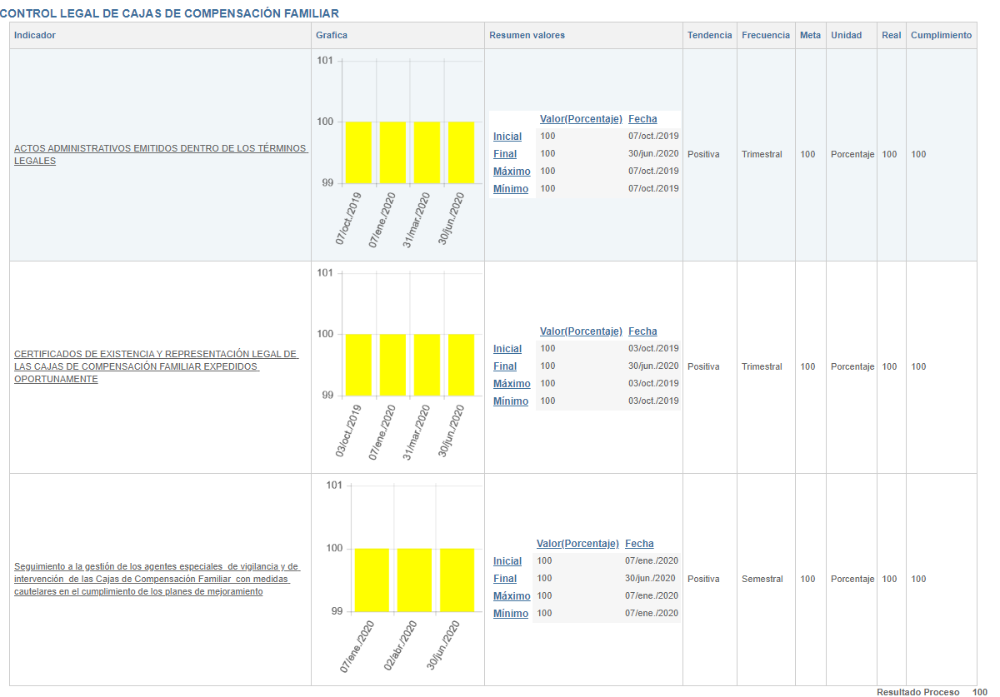 CONTROL LEGAL DE CAJAS DE COMPENSACIÓN FAMILIAR
Indicador Grafica Resumen valores Tendencia Frecuencia Meta Unidad Real Cumplimiento
ACTOS ADMINISTRATIVOS EMITIDOS DENTRO DE LOS TÉRMINOS
LEGALES
101
100
99
07/oct./2019 07/ene./2020 31/mar./2020 30/jun./2020
Valor(Porcentaje) Fecha
Inicial 100 07/oct./2019
Final 100 30/jun./2020
Máximo 100 07/oct./2019
Mínimo 100 07/oct./2019
Positiva Trimestral 100 Porcentaje 100 100
CERTIFICADOS DE EXISTENCIA Y REPRESENTACIÓN LEGAL DE
LAS CAJAS DE COMPENSACIÓN FAMILIAR EXPEDIDOS
OPORTUNAMENTE
101
100
99
03/oct./2019 07/ene./2020 31/mar./2020 30/jun./2020
Valor(Porcentaje) Fecha
Inicial 100 03/oct./2019
Final 100 30/jun./2020
Máximo 100 03/oct./2019
Mínimo 100 03/oct./2019
Positiva Trimestral 100 Porcentaje 100 100
Seguimiento a la gestión de los agentes especiales de vigilancia y de
intervención de las Cajas de Compensación Familiar con medidas
cautelares en el cumplimiento de los planes de mejoramiento
101
100
99
07/ene./2020 02/abr./2020 30/jun./2020
Valor(Porcentaje) Fecha
Inicial 100 07/ene./2020
Final 100 30/jun./2020
Máximo 100 07/ene./2020
Mínimo 100 07/ene./2020
Positiva Semestral 100 Porcentaje 100 100
Resultado Proceso 100